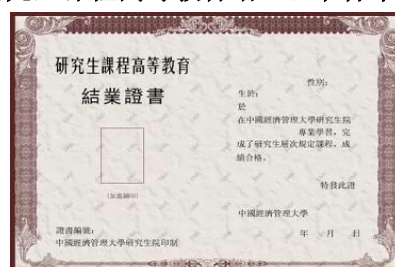 研究生課程高等教育
結業證書
(加蓋鋼印)
證書編號:
中國經濟管理大學研究生院印制
性別:
生於:
於
在中國經濟管理大學研究生院
專業學習,完
成了研究生層次規定課程,成
績合格。
特發此證
中國經濟管理大學
年 月 日